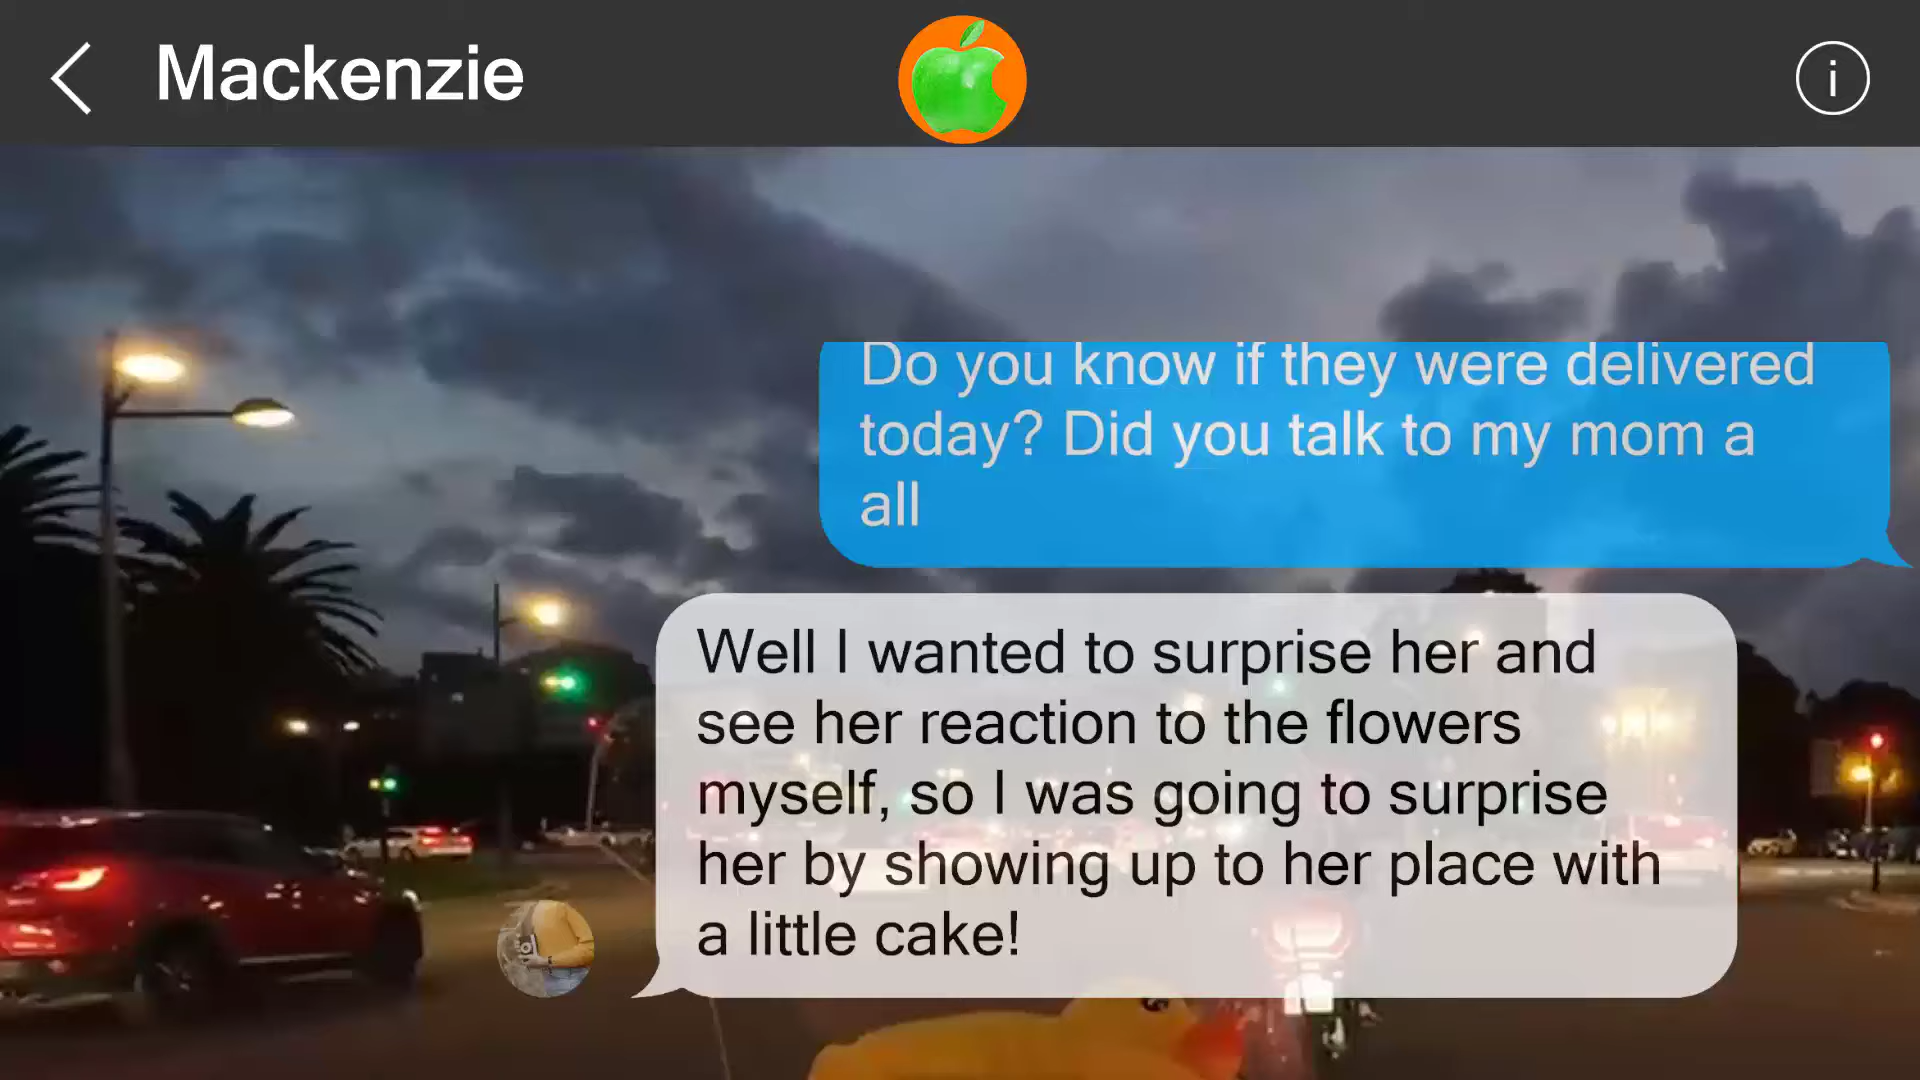 Mackenzie
i
Do you know if they were delivered
today? Did you talk to my mom a
all
Well I wanted to surprise her and
see her reaction to the flowers
myself, so I was going to surprise
her by showing up to her place with
a little cake!